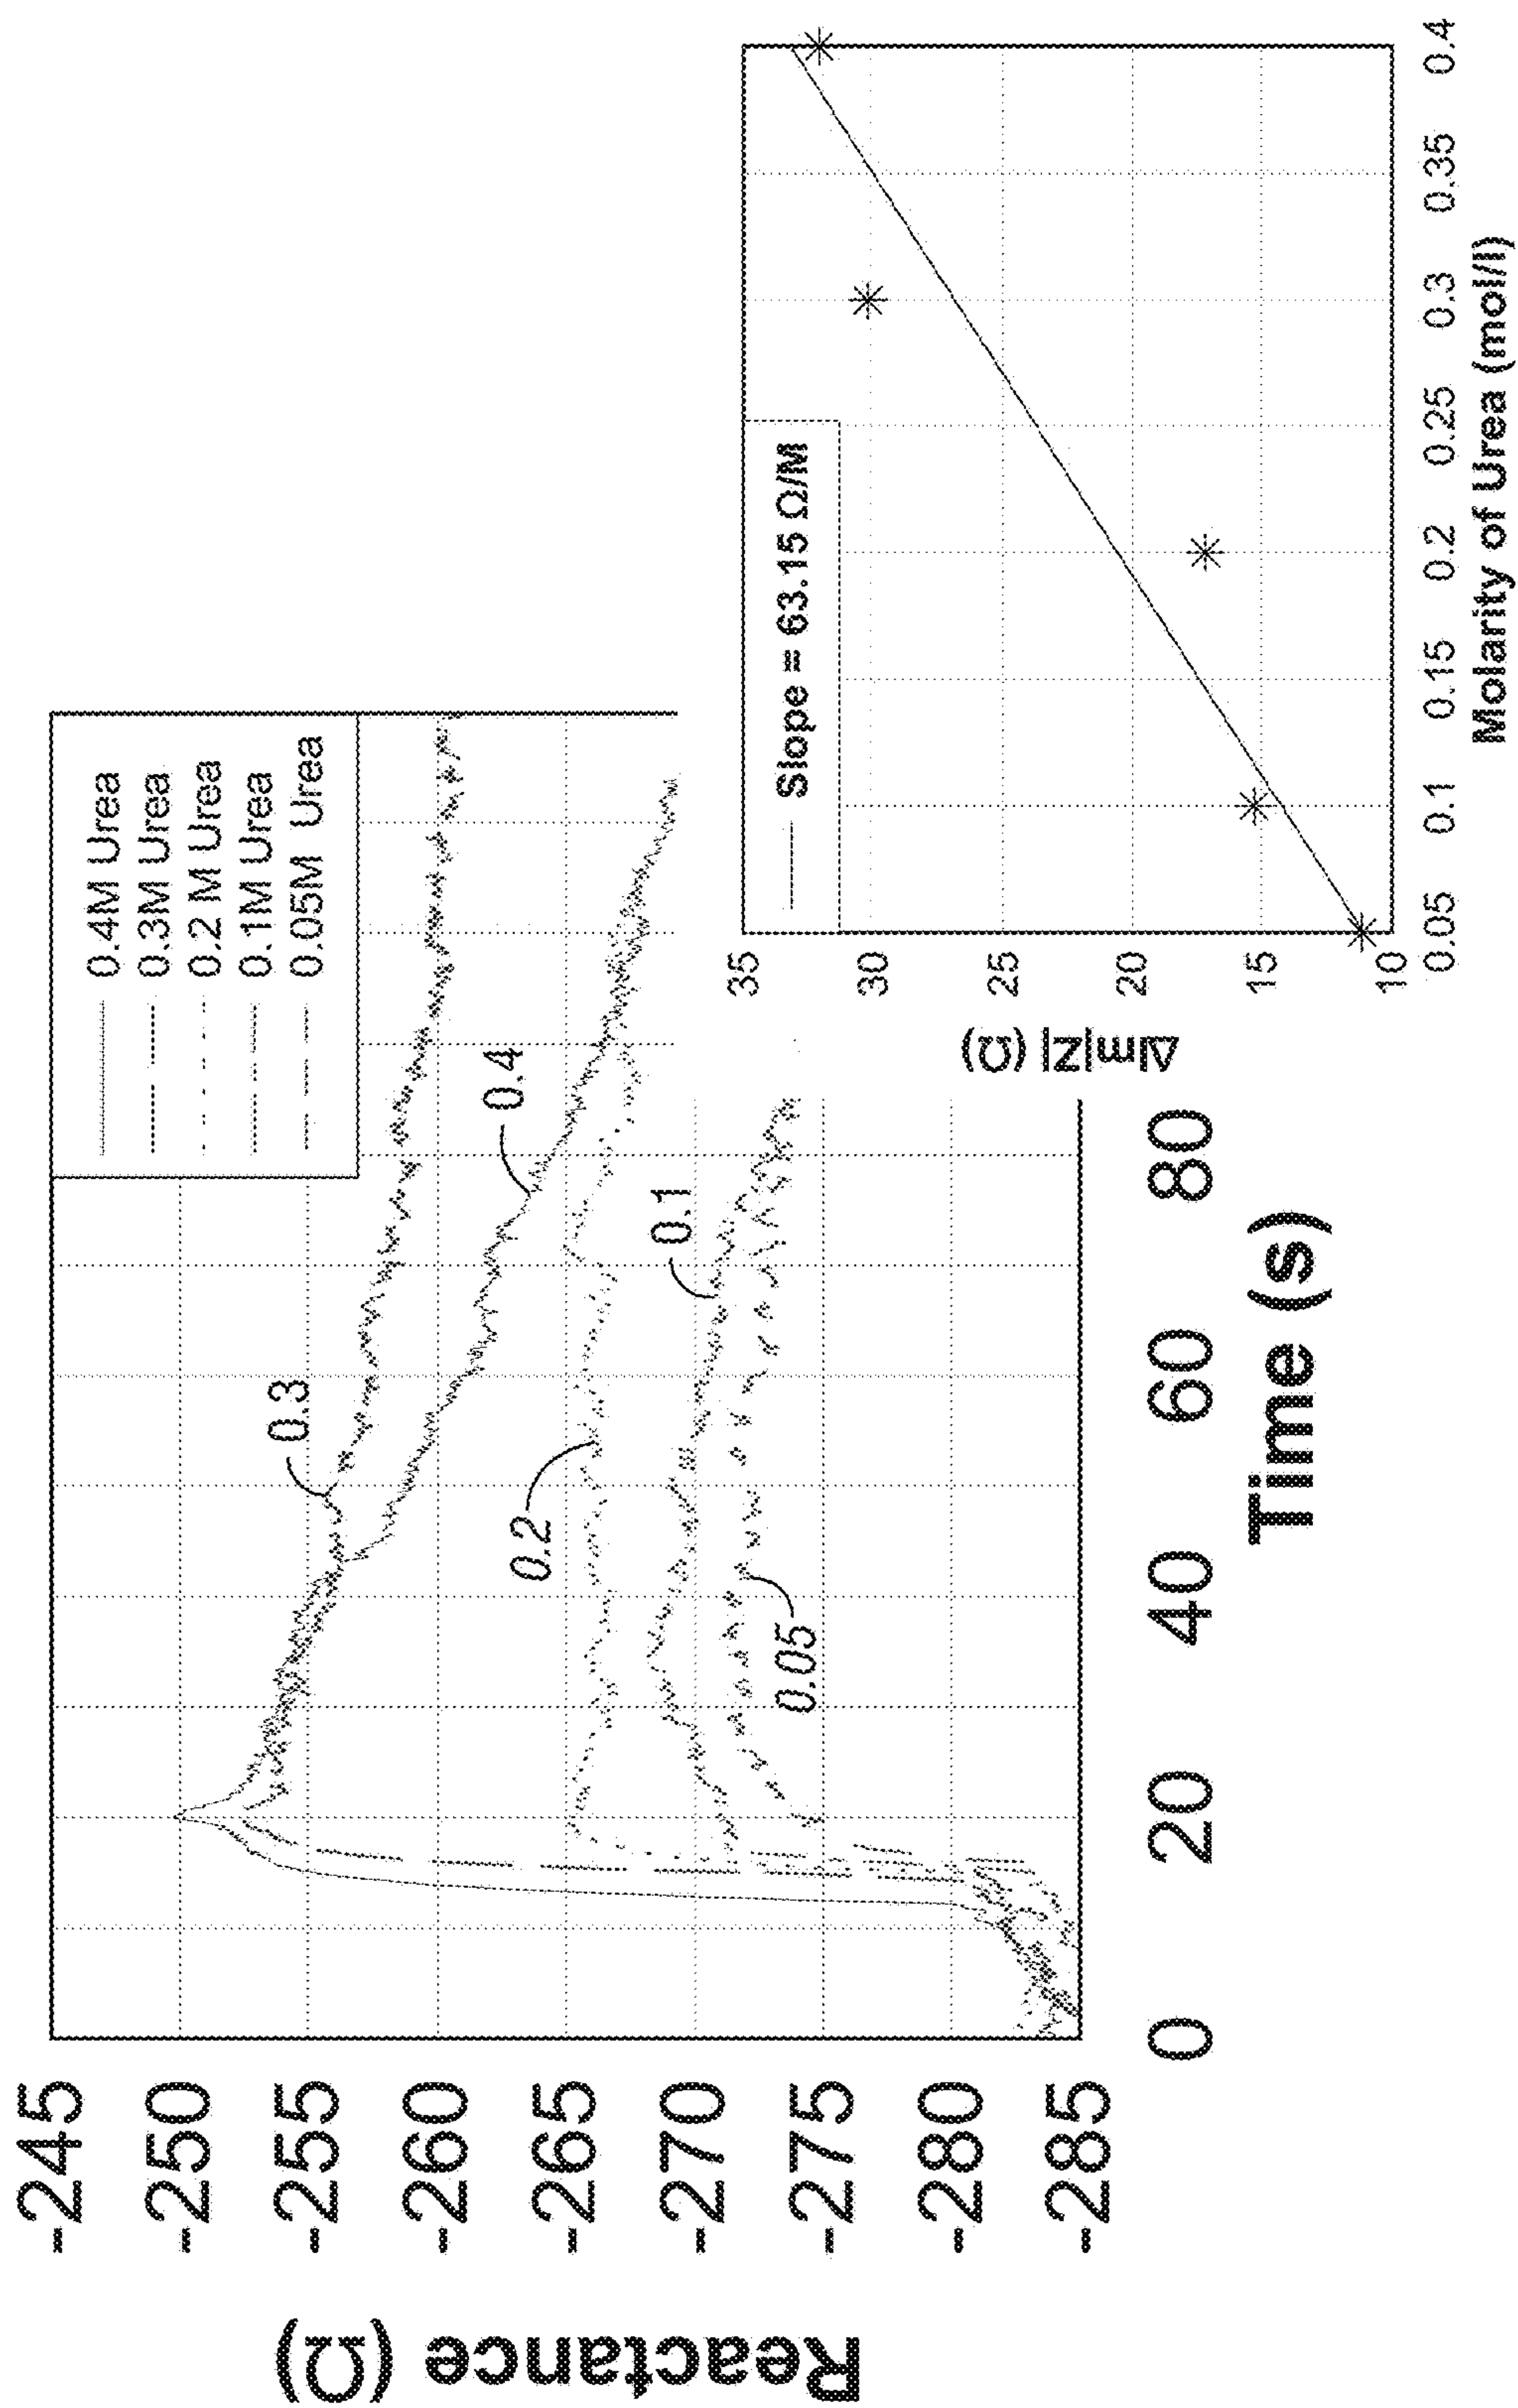 Reactance (Ω)
-245
-250
-255
-260
-265
-270
-275
-280
-285
0.4M Urea
0.3M Urea
0.2 M Urea
0.1M Urea
0.05M Urea
0.3
0.4
0.2
0.1
0.05
0 20 40 60 80
Time (s)
ΔIm|Z| (Ω)
35
30
25
20
15
10
Slope = 63.15 Ω/M
0.05 0.1 0.15 0.2 0.25 0.3 0.35 0.4
Molarity of Urea (mol/l)